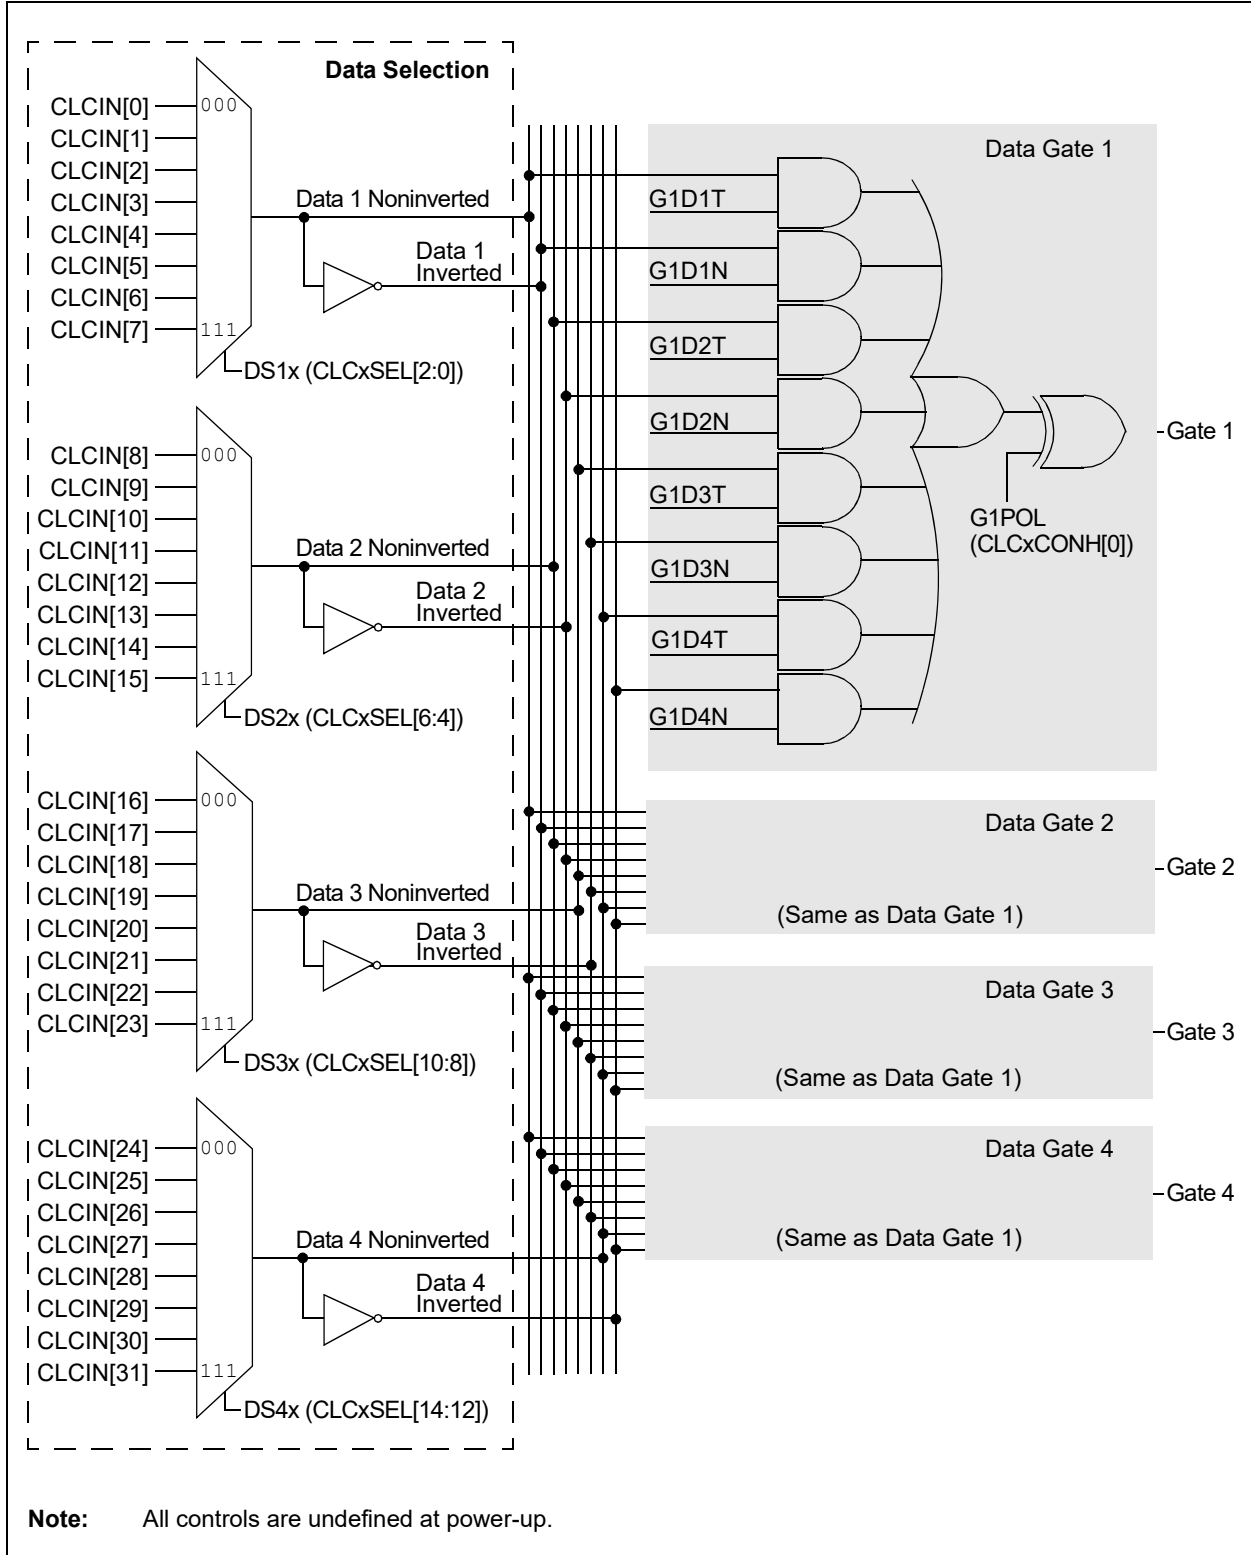 Data Selection
CLCIN[0]
CLCIN[1]
CLCIN[2]
CLCIN[3]
CLCIN[4]
CLCIN[5]
CLCIN[6]
CLCIN[7]
000
111
Data 1 Noninverted
Data 1
Inverted
DS1x (CLCxSEL[2:0])
CLCIN[8]
CLCIN[9]
CLCIN[10]
CLCIN[11]
CLCIN[12]
CLCIN[13]
CLCIN[14]
CLCIN[15]
000
111
Data 2 Noninverted
Data 2
Inverted
DS2x (CLCxSEL[6:4])
CLCIN[16]
CLCIN[17]
CLCIN[18]
CLCIN[19]
CLCIN[20]
CLCIN[21]
CLCIN[22]
CLCIN[23]
000
111
Data 3 Noninverted
Data 3
Inverted
DS3x (CLCxSEL[10:8])
CLCIN[24]
CLCIN[25]
CLCIN[26]
CLCIN[27]
CLCIN[28]
CLCIN[29]
CLCIN[30]
CLCIN[31]
000
111
Data 4 Noninverted
Data 4
Inverted
DS4x (CLCxSEL[14:12])
Data Gate 1
G1D1T
G1D1N
G1D2T
G1D2N
G1D3T
G1D3N
G1D4T
G1D4N
G1POL
(CLCxCONH[0])
Gate 1
Data Gate 2
(Same as Data Gate 1)
Gate 2
Data Gate 3
(Same as Data Gate 1)
Gate 3
Data Gate 4
(Same as Data Gate 1)
Gate 4
Note: All controls are undefined at power-up.